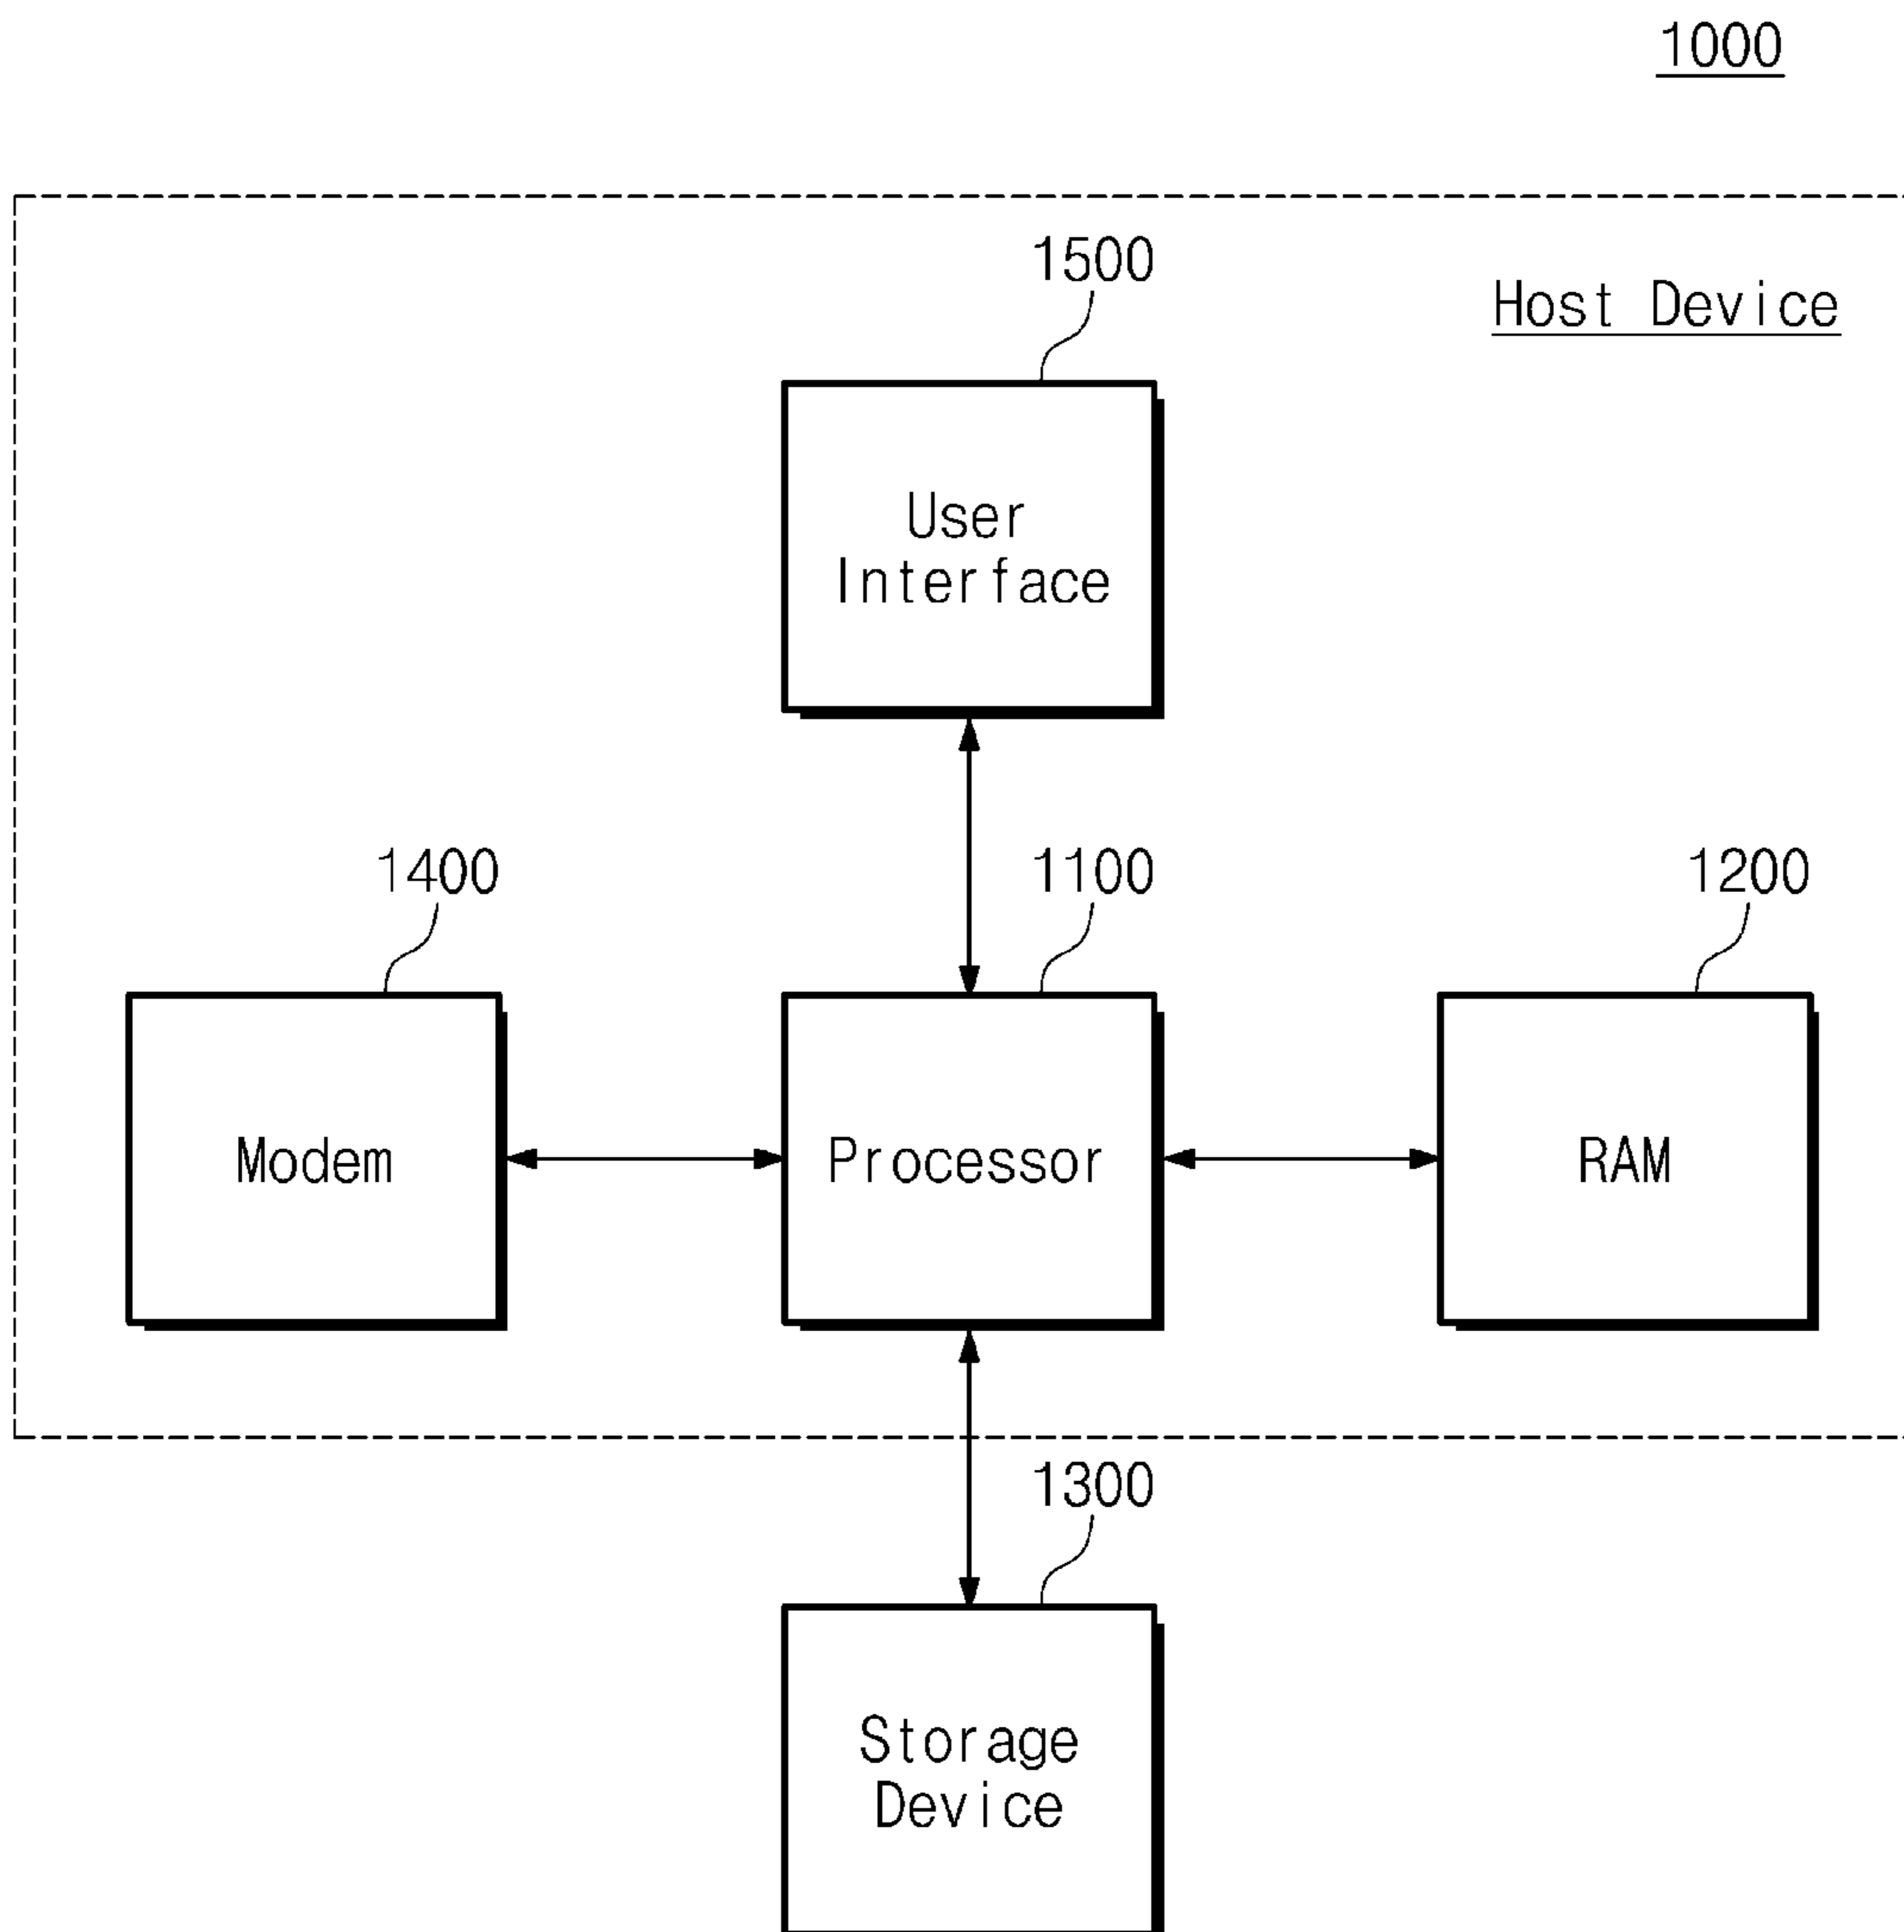 1000
1500
Host Device
User
Interface
1400
1100
1200
Modem
Processor
RAM
1300
Storage
Device